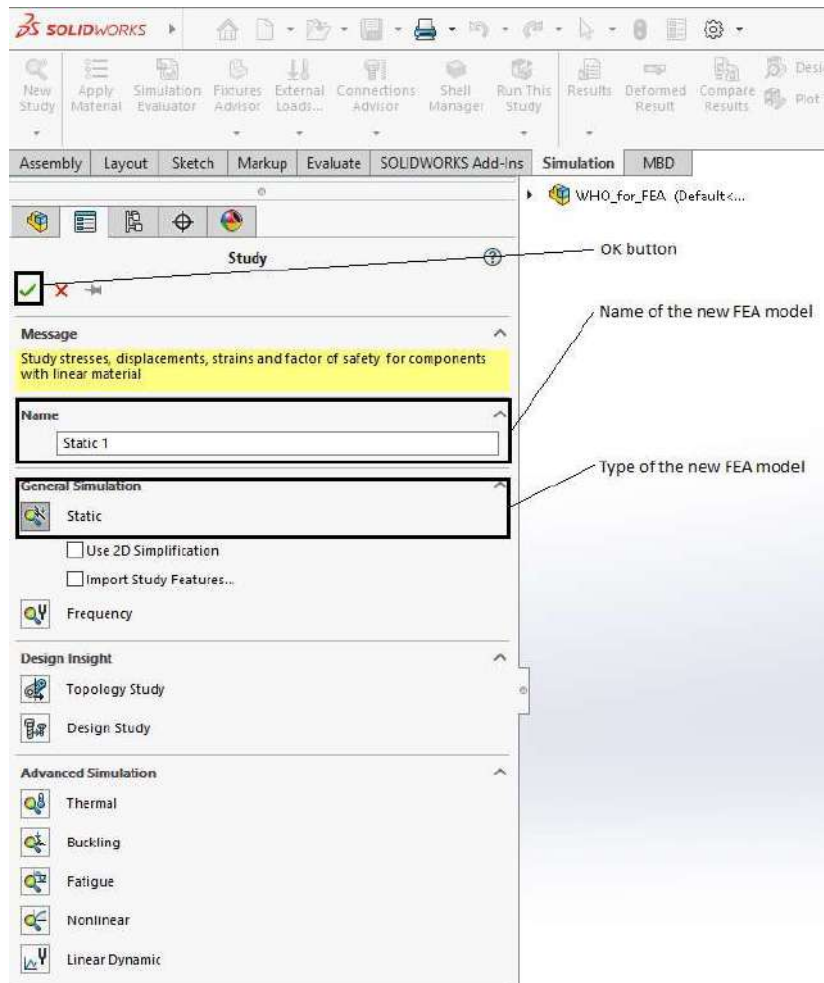 SOLIDWORKS
New Study
Apply Material
Simulation Evaluator
Fixtures Advisor
External Loads...
Connections Advisor
Shell Manager
Run This Study
Results
Deformed Result
Compare Results
Desi
Plot
Assembly Layout Sketch Markup Evaluate SOLIDWORKS Add-Ins Simulation MBD
WHO_for_FEA (Default<...
Study
OK button
Name of the new FEA model
Message
Study stresses, displacements, strains and factor of safety for components
with linear material
Name
Static 1
Type of the new FEA model
General Simulation
Static
Use 2D Simplification
Import Study Features...
Frequency
Design Insight
Topology Study
Design Study
Advanced Simulation
Thermal
Buckling
Fatigue
Nonlinear
Linear Dynamic